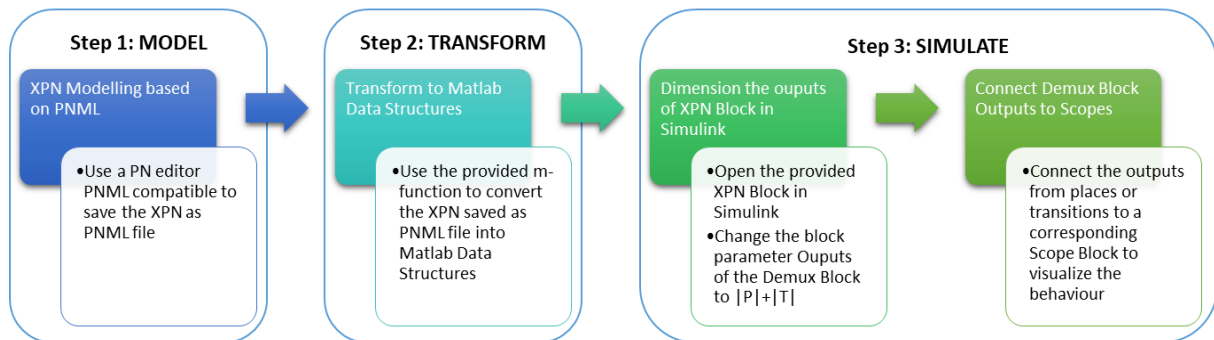 Step 1: MODEL
XPN Modelling based
on PNML
•Use a PN editor
PNML compatible to
save the XPN as
PNML file
Step 2: TRANSFORM
Transform to Matlab
Data Structures
•Use the provided m-
function to convert
the XPN saved as
PNML file into
Matlab Data
Structures
Step 3: SIMULATE
Dimension the ouputs
of XPN Block in
Simulink
•Open the provided
XPN Block in
Simulink
•Change the block
parameter Ouputs
of the Demux Block
to |P|+|T|
Connect Demux Block
Outputs to Scopes
•Connect the outputs
from places or
transitions to a
corresponding
Scope Block to
visualize the
behaviour